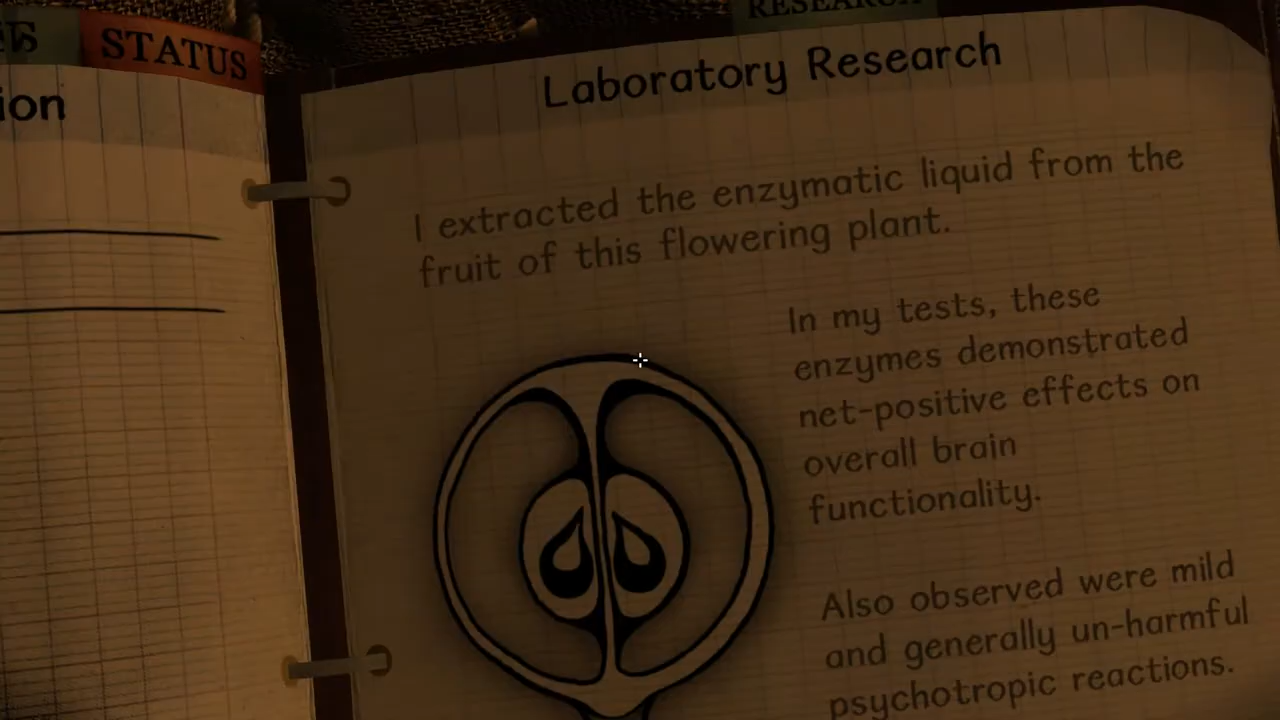 STATUS
RESEARCH
ion
Laboratory Research
I extracted the enzymatic liquid from the
fruit of this flowering plant.
In my tests, these
enzymes demonstrated
net-positive effects on
overall brain
functionality.
Also observed were mild
and generally un-harmful
psychotropic reactions.